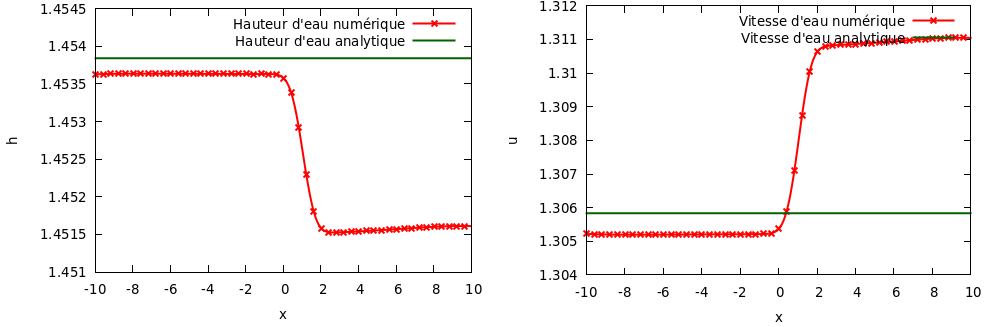 1.4545
1.454
1.4535
1.453
1.4525
1.452
1.4515
1.451
h
Hauteur d'eau numérique
Hauteur d'eau analytique
-10 -8 -6 -4 -2 0 2 4 6 8 10
x
1.312
1.311
1.31
1.309
1.308
1.307
1.306
1.305
1.304
u
Vitesse d'eau numérique
Vitesse d'eau analytique
-10 -8 -6 -4 -2 0 2 4 6 8 10
x